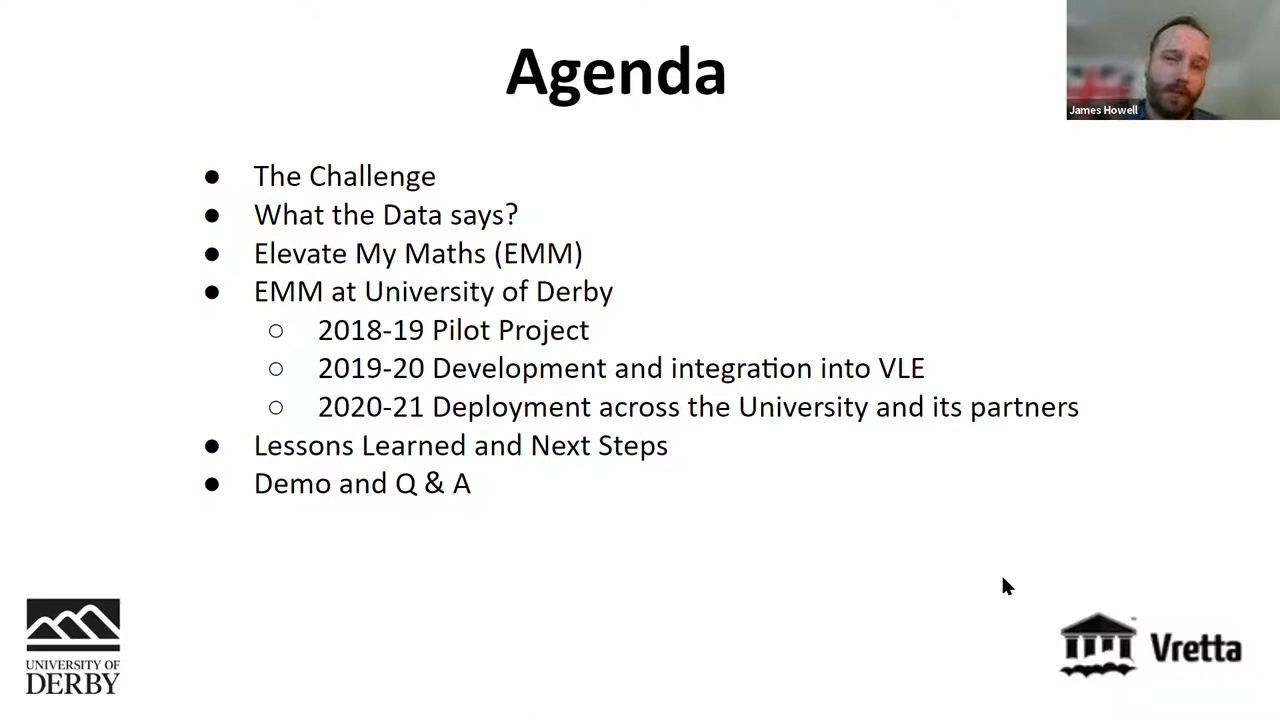 Agenda
James Howell
● The Challenge
● What the Data says?
● Elevate My Maths (EMM)
● EMM at University of Derby
○ 2018-19 Pilot Project
○ 2019-20 Development and integration into VLE
○ 2020-21 Deployment across the University and its partners
● Lessons Learned and Next Steps
● Demo and Q & A
UNIVERSITY OF
DERBY
Vretta